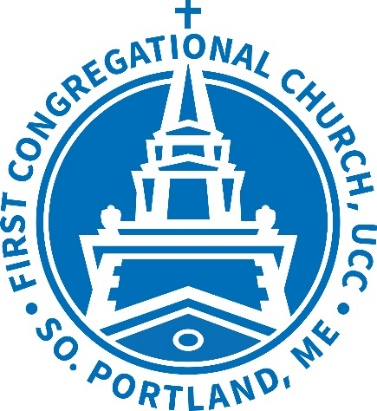 FIRST CONGREGATIONAL CHURCH, UCC
• SO. PORTLAND, ME •